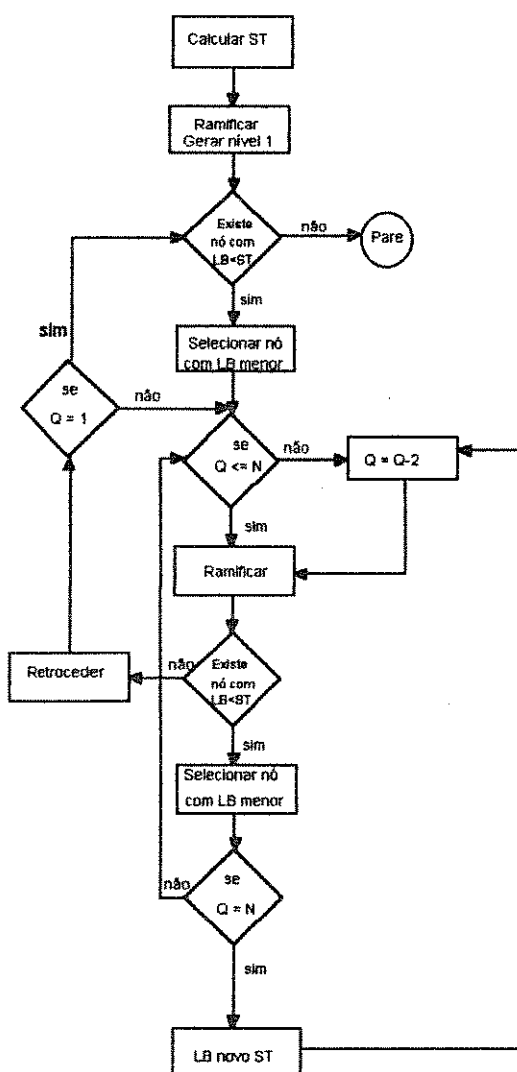 Calcular ST
Ramificar
Gerar nível 1
Existe
nó com
LB<ST
não
Pare
sim
sim
Selecionar nó
com LB menor
se
Q = 1
não
se
Q <= N
não
Q = Q-2
sim
Ramificar
Retroceder
não
Existe
nó com
LB<ST
sim
Selecionar nó
com LB menor
não
se
Q = N
sim
LB novo ST